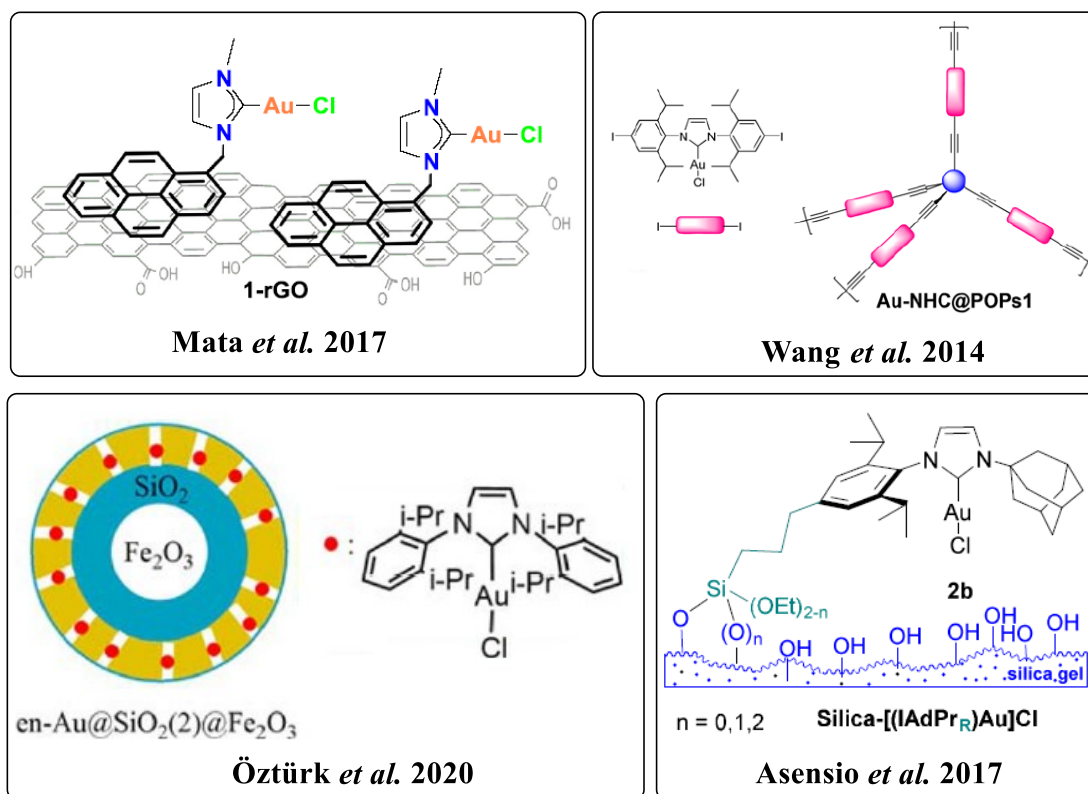 N
Au
Cl
N
N
Au
Cl
N
OH
O
OH
HO
O
OH
HO
O
OH
1-rGO
Mata et al. 2017
I
N
N
I
Au
Cl
I
I
Au-NHC@POPs1
Wang et al. 2014
SiO2
Fe2O3
en-Au@SiO2(2)@Fe2O3
:
i-Pr
N
N
i-Pr
i-Pr
i-Pr
Au
Cl
Öztürk et al. 2020
N
N
Au
Cl
2b
Si
(OEt)2-n
O
(O)n
OH
OH
OH
OH
OH
HO
OH
silica gel
n = 0,1,2
Silica-[(IAdPrR)Au]Cl
Asensio et al. 2017